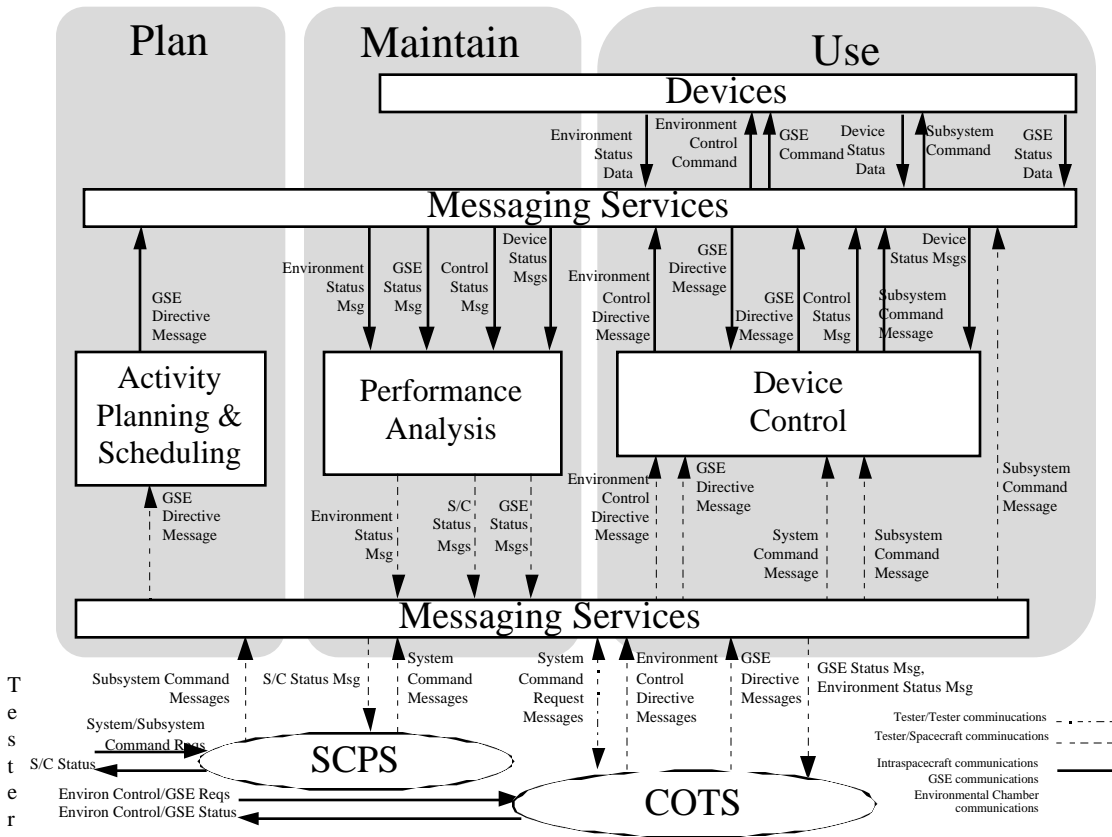 Plan
Maintain
Use
Devices
Environment
Status
Data
Environment
Control
Command
GSE
Command
Device
Status
Data
Subsystem
Command
GSE
Status
Data
Messaging Services
GSE
Directive
Message
Environment
Status
Msg
GSE
Status
Msg
Control
Status
Msg
Device
Status
Msgs
Environment
Control
Directive
Message
GSE
Directive
Message
GSE
Directive
Message
Control
Status
Msg
Subsystem
Command
Message
Device
Status Msgs
Activity
Planning &
Scheduling
Performance
Analysis
Device
Control
GSE
Directive
Message
Environment
Status
Msg
S/C
Status
Msgs
GSE
Status
Msgs
Environment
Control
Directive
Message
GSE
Directive
Message
System
Command
Message
Subsystem
Command
Message
Subsystem
Command
Message
Messaging Services
Subsystem Command
Messages
S/C Status Msg
System
Command
Messages
System
Command
Request
Messages
Environment
Control
Directive
Messages
GSE
Directive
Messages
GSE Status Msg,
Environment Status Msg
T
e
s
t
e
r
System/Subsystem
Command Reqs
S/C Status
SCPS
Environ Control/GSE Reqs
Environ Control/GSE Status
COTS
Tester/Tester comminucations
Tester/Spacecraft comminucations
Intraspacecraft communications
GSE communications
Environmental Chamber
communications